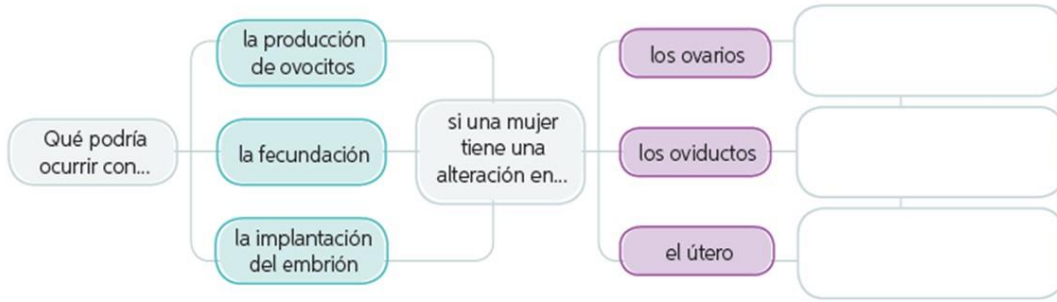 Qué podría
ocurrir con...
la producción
de ovocitos
la fecundación
la implantación
del embrión
si una mujer
tiene una
alteración en...
los ovarios
los oviductos
el útero